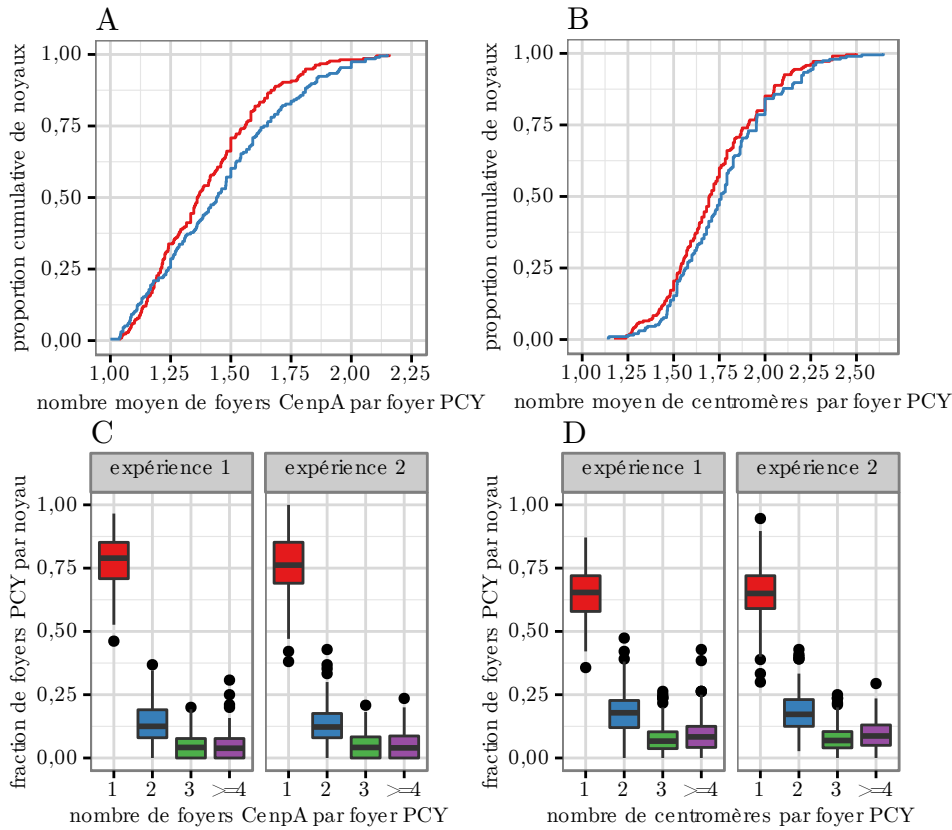 A
proportion cumulative de noyaux
1,00
0,75
0,50
0,25
0,00
1,00 1,25 1,50 1,75 2,00 2,25
nombre moyen de foyers CenpA par foyer PCY
B
proportion cumulative de noyaux
1,00
0,75
0,50
0,25
0,00
1,00 1,25 1,50 1,75 2,00 2,25 2,50
nombre moyen de centromères par foyer PCY
C
expérience 1 expérience 2
fraction de foyers PCY par noyau
1,00
0,75
0,50
0,25
0,00
1 2 3 >=4 1 2 3 >=4
nombre de foyers CenpA par foyer PCY
D
expérience 1 expérience 2
fraction de foyers PCY par noyau
1,00
0,75
0,50
0,25
0,00
1 2 3 >=4 1 2 3 >=4
nombre de centromères par foyer PCY